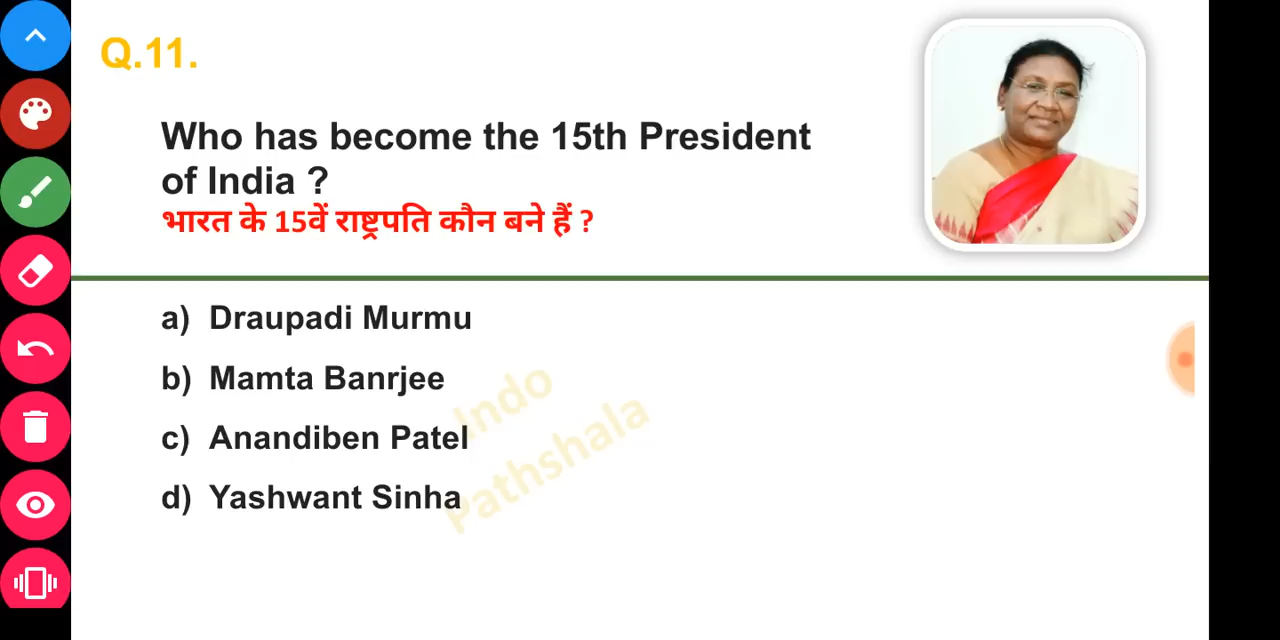 Q.11.
Who has become the 15th President
of India ?
भारत के 15वें राष्ट्रपति कौन बने हैं ?
a) Draupadi Murmu
b) Mamta Banrjee
c) Anandiben Patel
d) Yashwant Sinha
Indo
Pathshala